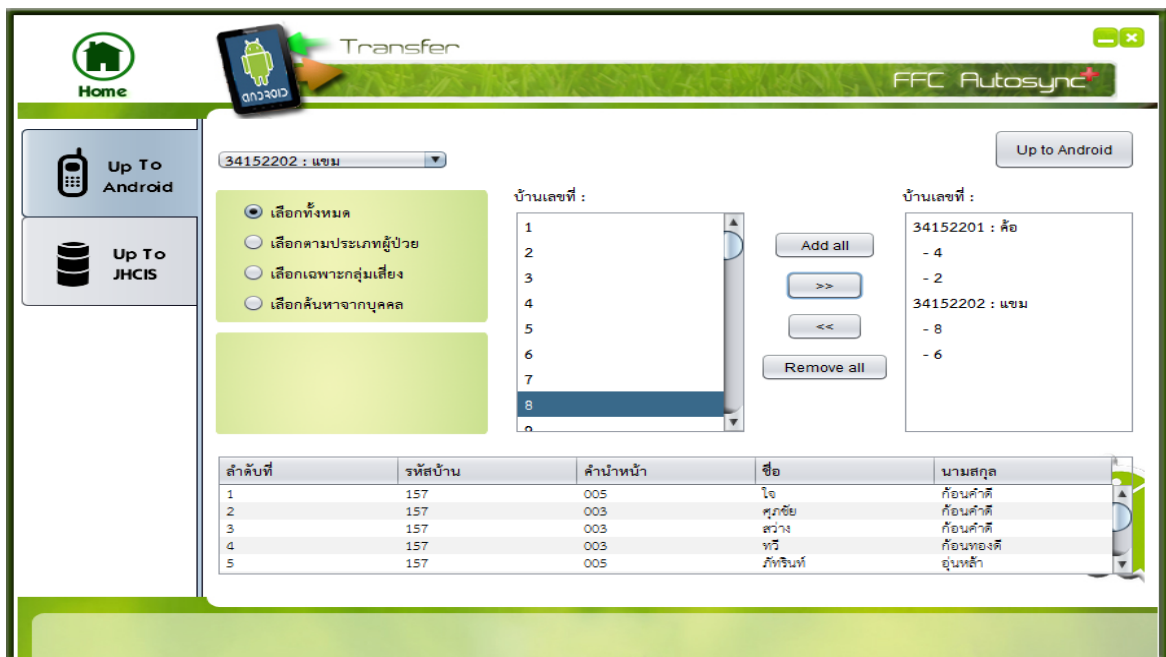 Transfer
FFC Autosync
Home
ANDROID
Up To
Android
Up To
JHCIS
34152202 : แขม
Up to Android
เลือกทั้งหมด
เลือกตามประเภทผู้ป่วย
เลือกเฉพาะกลุ่มเสี่ยง
เลือกค้นหาจากบุคคล
บ้านเลขที่ :
1
2
3
4
5
6
7
8
9
Add all
>>
<<
Remove all
บ้านเลขที่ :
34152201 : ค้อ
- 4
- 2
34152202 : แขม
- 8
- 6
ลำดับที่ รหัสบ้าน คำนำหน้า ชื่อ นามสกุล
1 157 005 ใจ ก้อนคำดี
2 157 003 ศุภชัย ก้อนคำดี
3 157 003 สว่าง ก้อนคำดี
4 157 003 ทวี ก้อนทองดี
5 157 005 ภัทรินท์ อุ่นหล้า